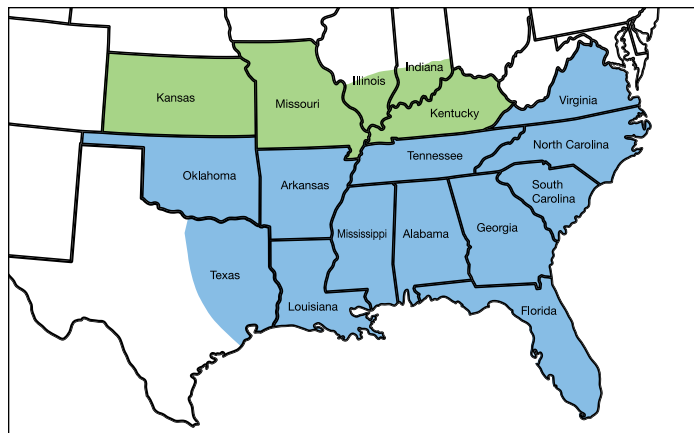 Indiana
Illinois
Kansas
Missouri
Kentucky
Virginia
North Carolina
Tennessee
Oklahoma
Arkansas
South
Carolina
Georgia
Mississippi
Alabama
Texas
Louisiana
Florida